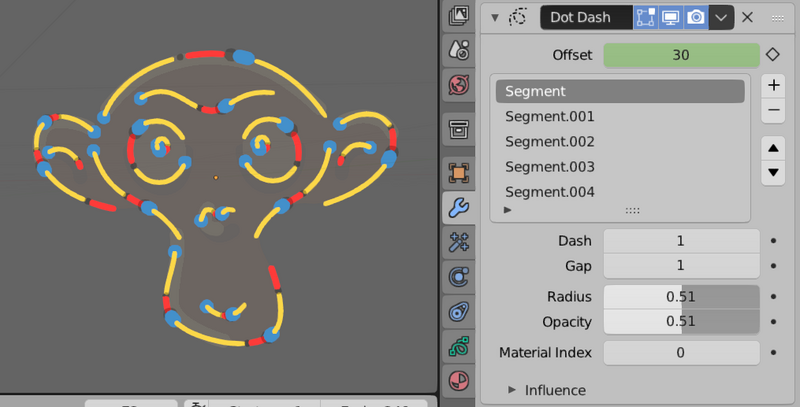 Dot Dash
Offset 30
Segment
Segment.001
Segment.002
Segment.003
Segment.004
Dash 1
Gap 1
Radius 0.51
Opacity 0.51
Material Index 0
Influence